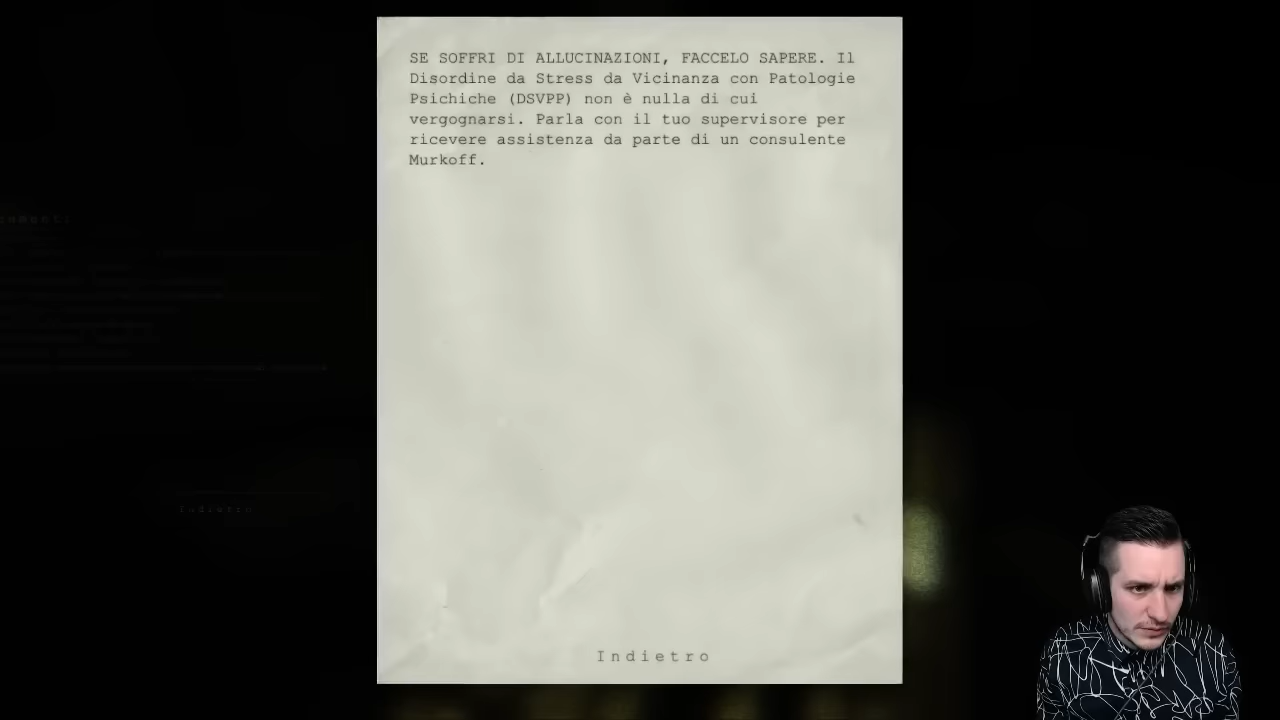 SE SOFFRI DI ALLUCINAZIONI, FACCELO SAPERE. Il
Disordine da Stress da Vicinanza con Patologie
Psichiche (DSVPP) non è nulla di cui
vergognarsi. Parla con il tuo supervisore per
ricevere assistenza da parte di un consulente
Murkoff.
Indietro
Indietro